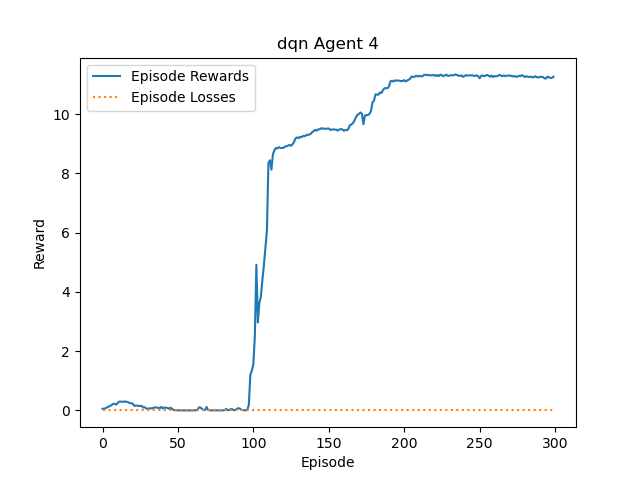 dqn Agent 4
Episode Rewards
Episode Losses
10
8
6
4
2
0
Reward
0 50 100 150 200 250 300
Episode